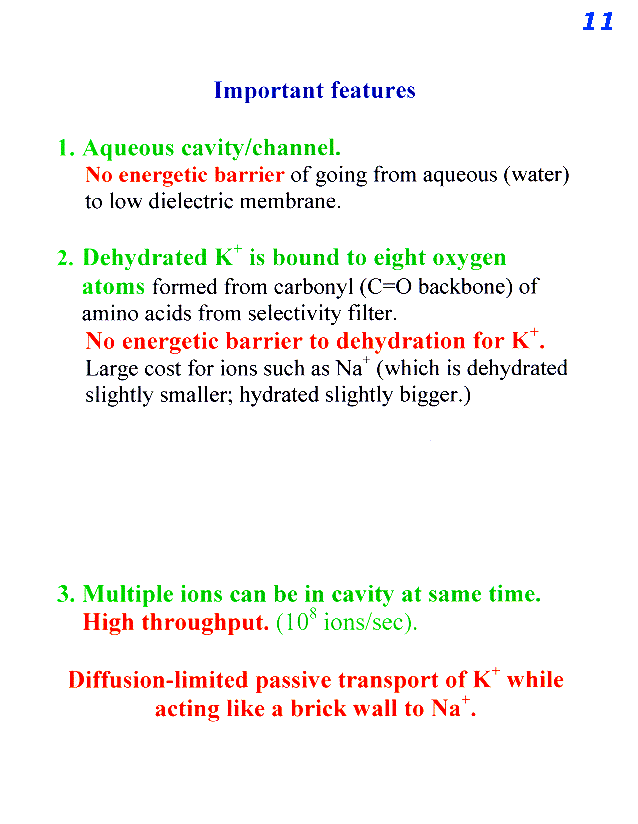 11
Important features
1. Aqueous cavity/channel.
No energetic barrier of going from aqueous (water)
to low dielectric membrane.
2. Dehydrated K⁺ is bound to eight oxygen
atoms formed from carbonyl (C=O backbone) of
amino acids from selectivity filter.
No energetic barrier to dehydration for K⁺.
Large cost for ions such as Na⁺ (which is dehydrated
slightly smaller; hydrated slightly bigger.)
3. Multiple ions can be in cavity at same time.
High throughput. (10⁸ ions/sec).
Diffusion-limited passive transport of K⁺ while
acting like a brick wall to Na⁺.